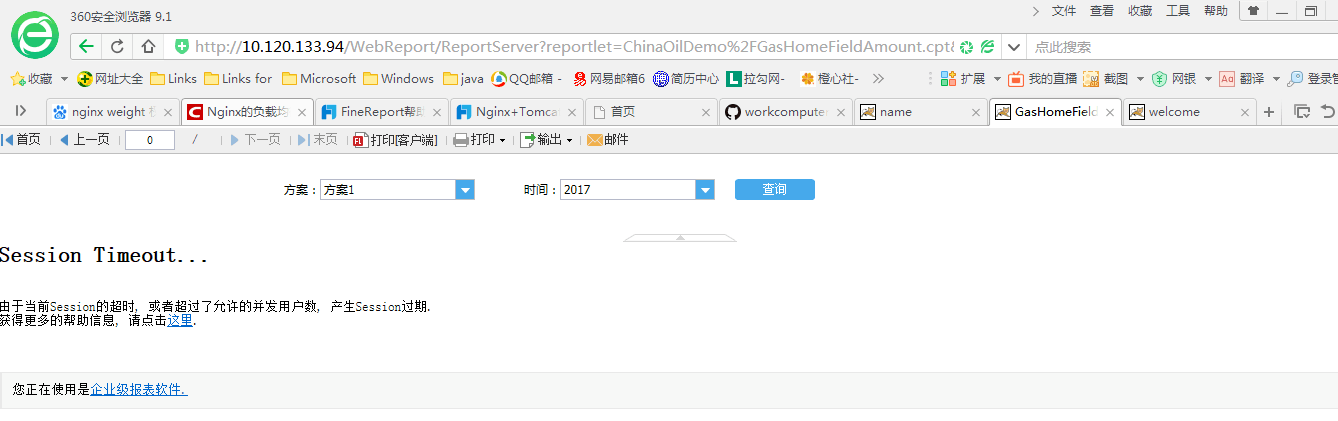 360安全浏览器 9.1 文件 查看 收藏 工具 帮助
http://10.120.133.94/WebReport/ReportServer?reportlet=ChinaOilDemo%2FGasHomeFieldAmount.cpt& 点此搜索
收藏 网址大全 Links Links for Microsoft Windows java QQ邮箱 - 网易邮箱6 简历中心 拉勾网- 橙心社- 扩展 我的直播 截图 网银 翻译 登录管
nginx weight Nginx的负载均 FineReport帮助 Nginx+Tomca 首页 workcomputer name GasHomeField welcome
首页 上一页 0 / 下一页 末页 打印[客户端] 打印 输出 邮件
方案：方案1 时间：2017 查询
Session Timeout...
由于当前Session的超时, 或者超过了允许的并发用户数, 产生Session过期.
获得更多的帮助信息, 请点击这里.
您正在使用是企业级报表软件.